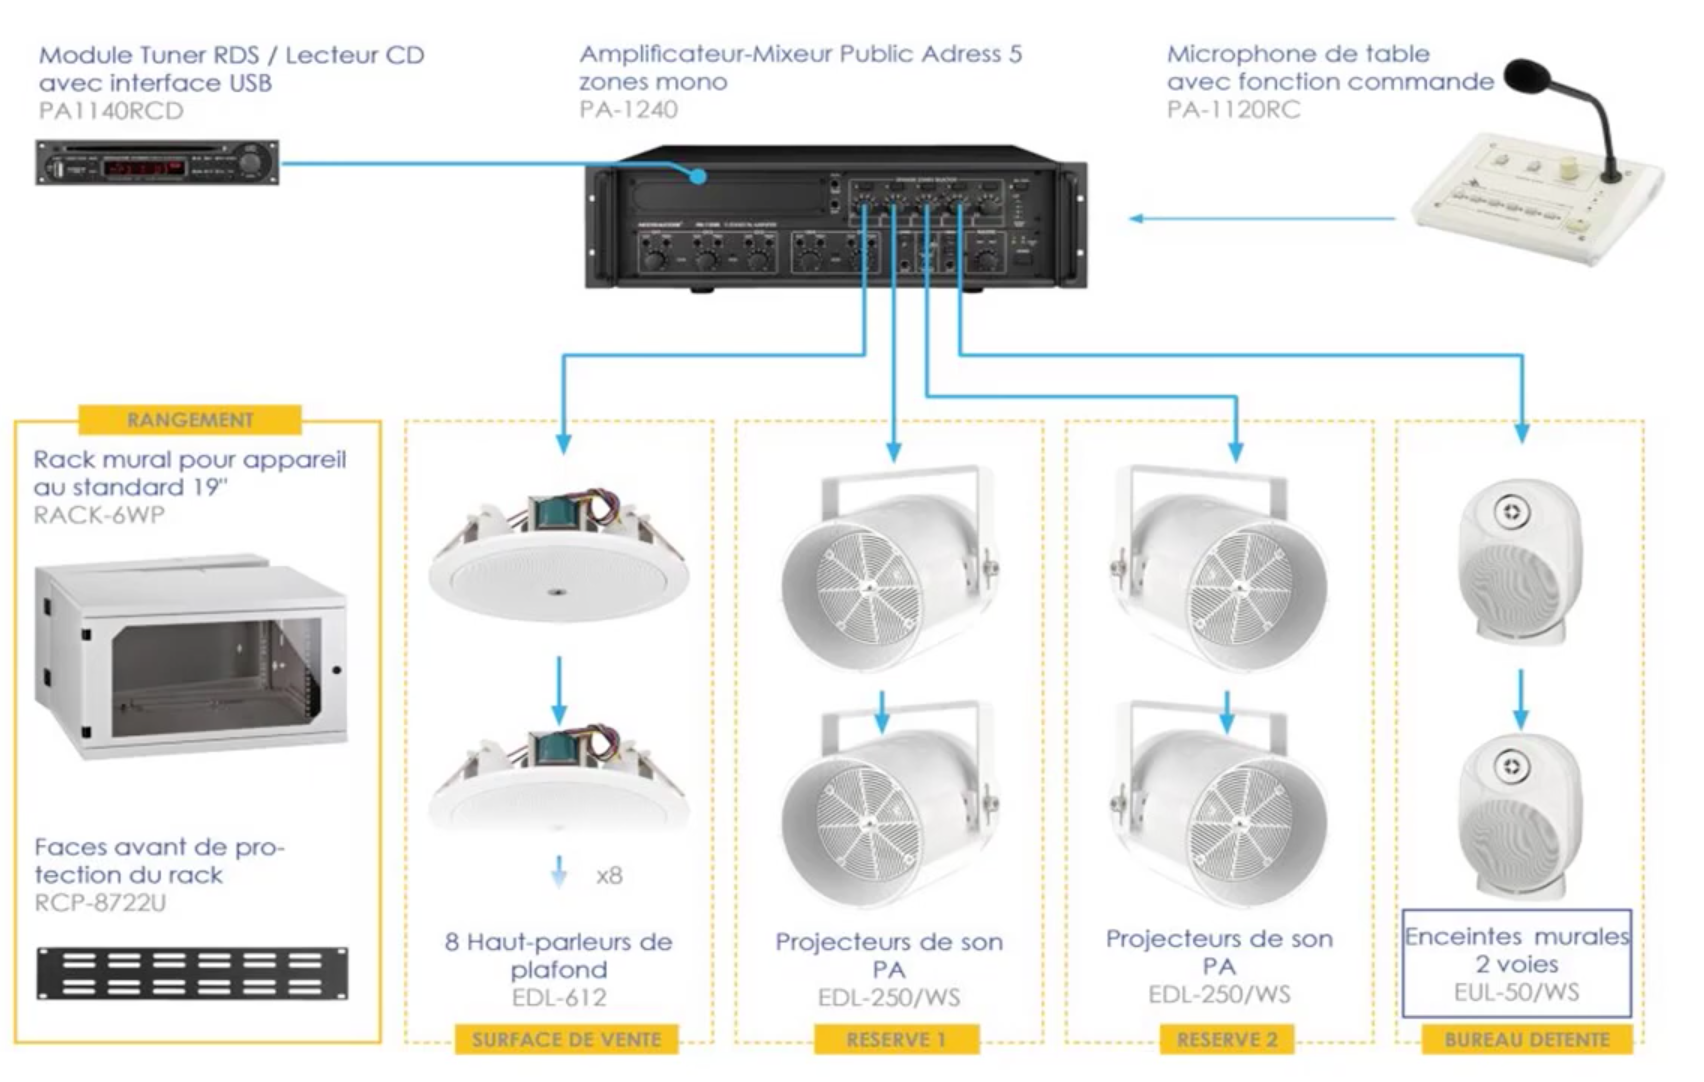 Module Tuner RDS / Lecteur CD
avec interface USB
PA1140RCD
Amplificateur-Mixeur Public Adress 5
zones mono
PA-1240
Microphone de table
avec fonction commande
PA-1120RC
RANGEMENT
Rack mural pour appareil
au standard 19"
RACK-6WP
Faces avant de pro-
tection du rack
RCP-8722U
x8
8 Haut-parleurs de
plafond
EDL-612
SURFACE DE VENTE
Projecteurs de son
PA
EDL-250/WS
RESERVE 1
Projecteurs de son
PA
EDL-250/WS
RESERVE 2
Enceintes murales
2 voies
EUL-50/WS
BUREAU DETENTE